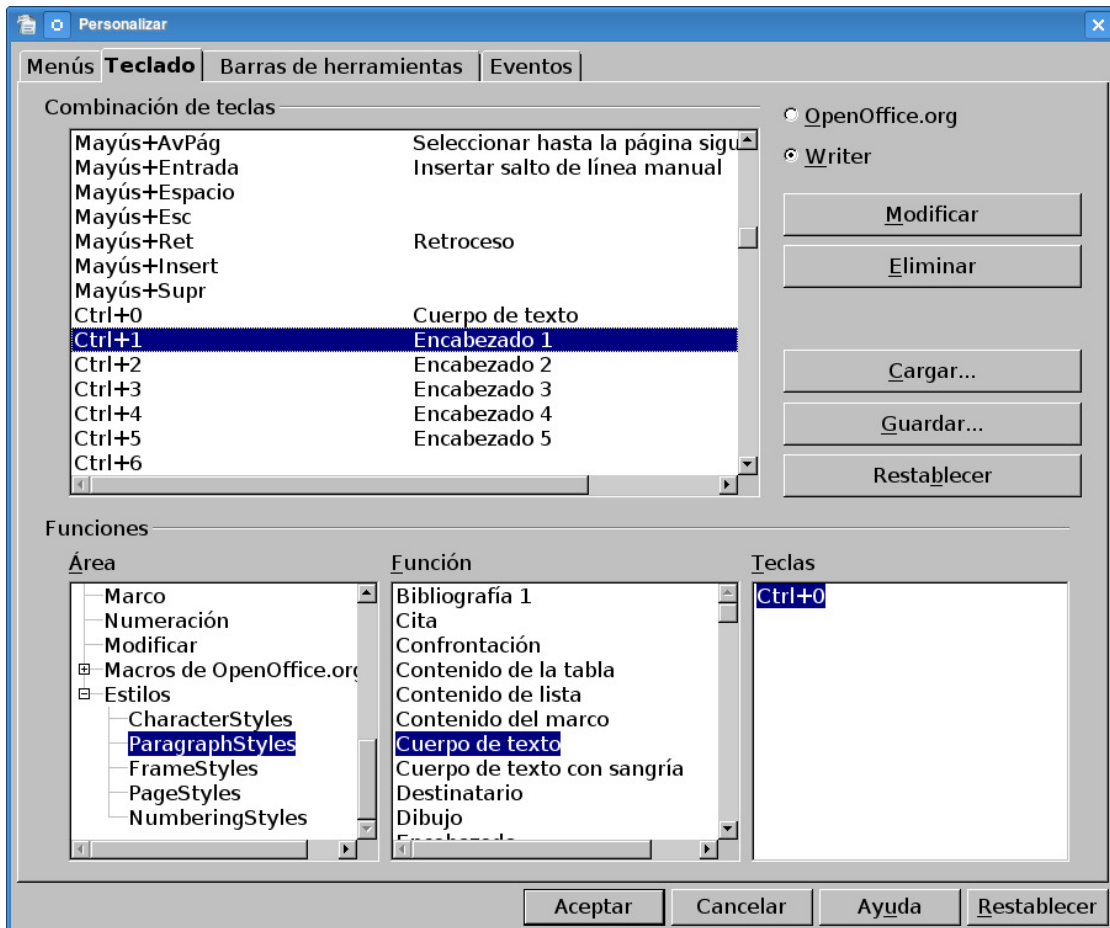 Personalizar
Menús Teclado Barras de herramientas Eventos
Combinación de teclas
Mayús+AvPág Seleccionar hasta la página sigu
Mayús+Entrada Insertar salto de línea manual
Mayús+Espacio
Mayús+Esc
Mayús+Ret Retroceso
Mayús+Insert
Mayús+Supr
Ctrl+0 Cuerpo de texto
Ctrl+1 Encabezado 1
Ctrl+2 Encabezado 2
Ctrl+3 Encabezado 3
Ctrl+4 Encabezado 4
Ctrl+5 Encabezado 5
Ctrl+6
OpenOffice.org
Writer
Modificar
Eliminar
Cargar...
Guardar...
Restablecer
Funciones
Área
Marco
Numeración
Modificar
Macros de OpenOffice.org
Estilos
CharacterStyles
ParagraphStyles
FrameStyles
PageStyles
NumberingStyles
Función
Bibliografía 1
Cita
Confrontación
Contenido de la tabla
Contenido de lista
Contenido del marco
Cuerpo de texto
Cuerpo de texto con sangría
Destinatario
Dibujo
Encabezado
Teclas
Ctrl+0
Aceptar Cancelar Ayuda Restablecer